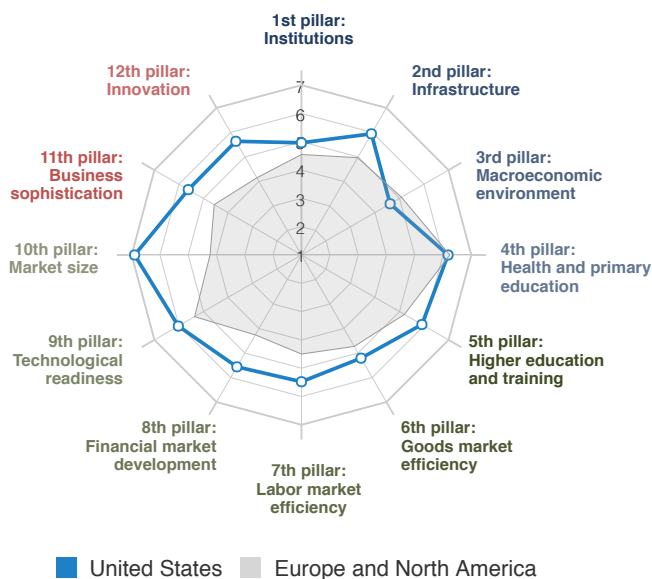 1st pillar:
Institutions
2nd pillar:
Infrastructure
3rd pillar:
Macroeconomic
environment
4th pillar:
Health and primary
education
5th pillar:
Higher education
and training
6th pillar:
Goods market
efficiency
7th pillar:
Labor market
efficiency
8th pillar:
Financial market
development
9th pillar:
Technological
readiness
10th pillar:
Market size
11th pillar:
Business
sophistication
12th pillar:
Innovation
7
6
4
3
2
1
United States
Europe and North America